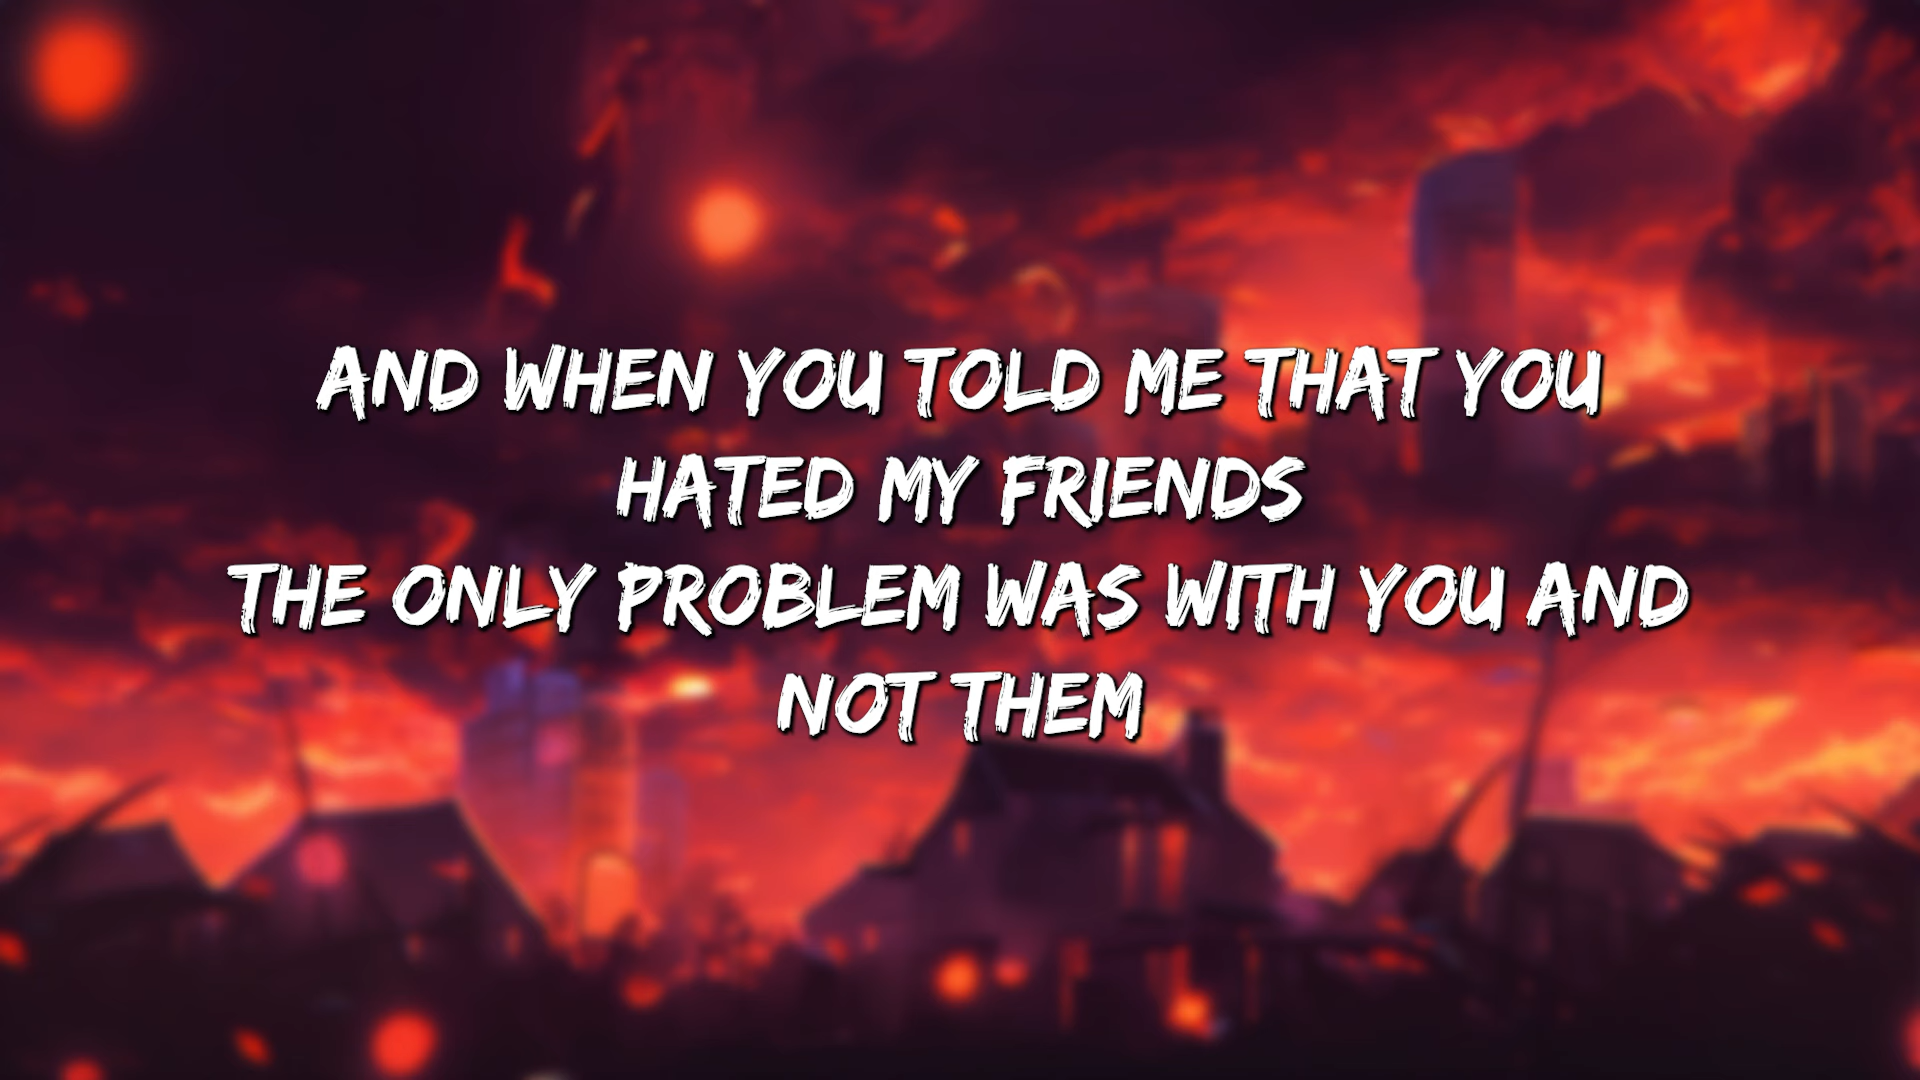 AND WHEN YOU TOLD ME THAT YOU
HATED MY FRIENDS
THE ONLY PROBLEM WAS WITH YOU AND
NOT THEM